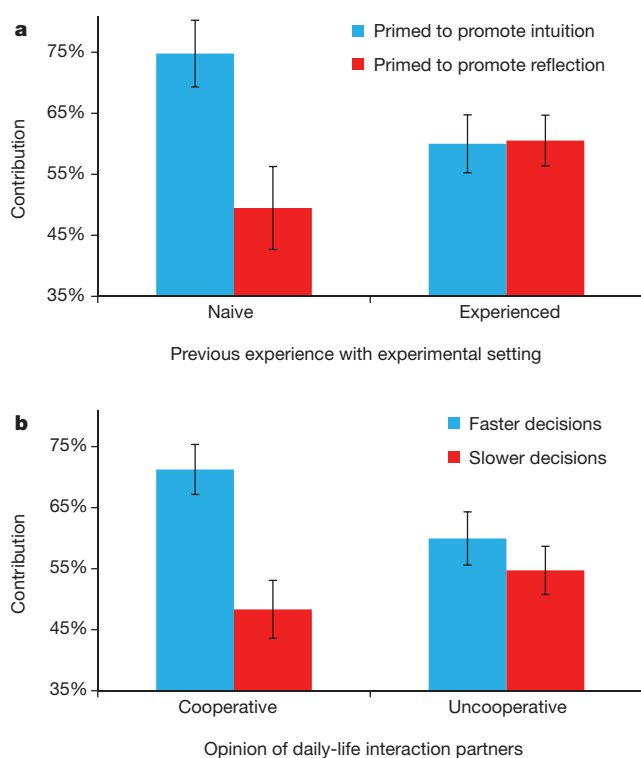 a
Primed to promote intuition
Primed to promote reflection
75%
65%
55%
45%
35%
Contribution
Naive
Experienced
Previous experience with experimental setting
b
Faster decisions
Slower decisions
75%
65%
55%
45%
35%
Contribution
Cooperative
Uncooperative
Opinion of daily-life interaction partners